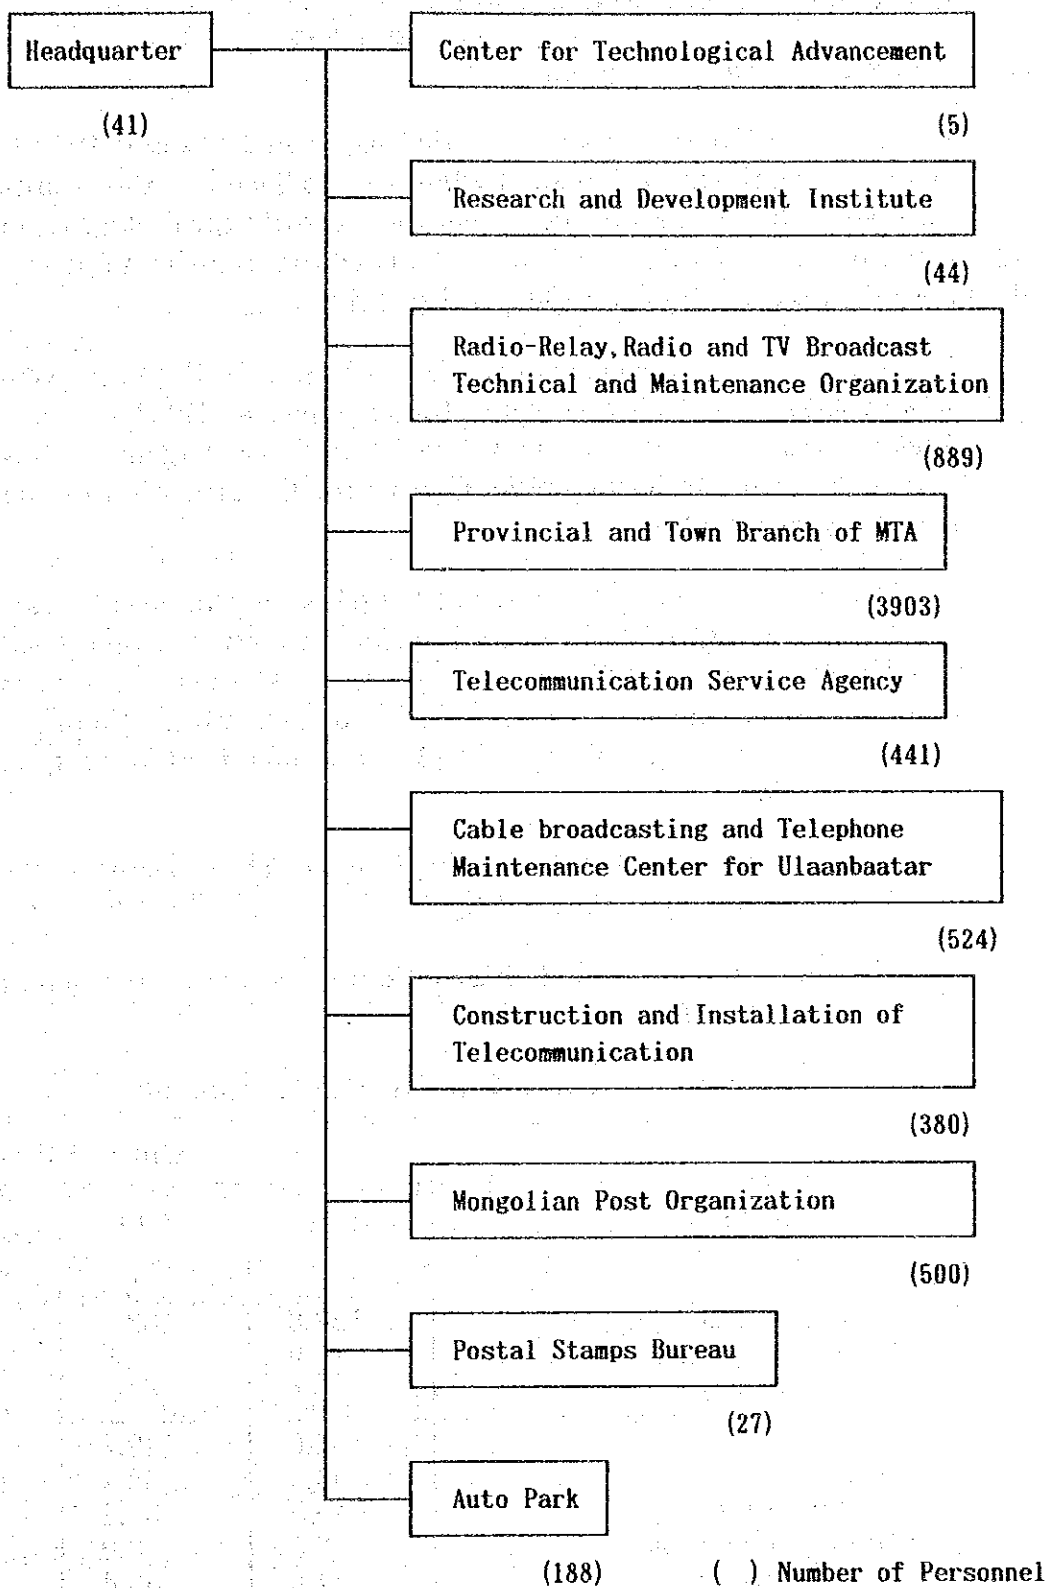 Headquarter
(41)
Center for Technological Advancement
(5)
Research and Development Institute
(44)
Radio-Relay,Radio and TV Broadcast
Technical and Maintenance Organization
(889)
Provincial and Town Branch of MTA
(3903)
Telecommunication Service Agency
(441)
Cable broadcasting and Telephone
Maintenance Center for Ulaanbaatar
(524)
Construction and Installation of
Telecommunication
(380)
Mongolian Post Organization
(500)
Postal Stamps Bureau
(27)
Auto Park
(188)
( ) Number of Personnel